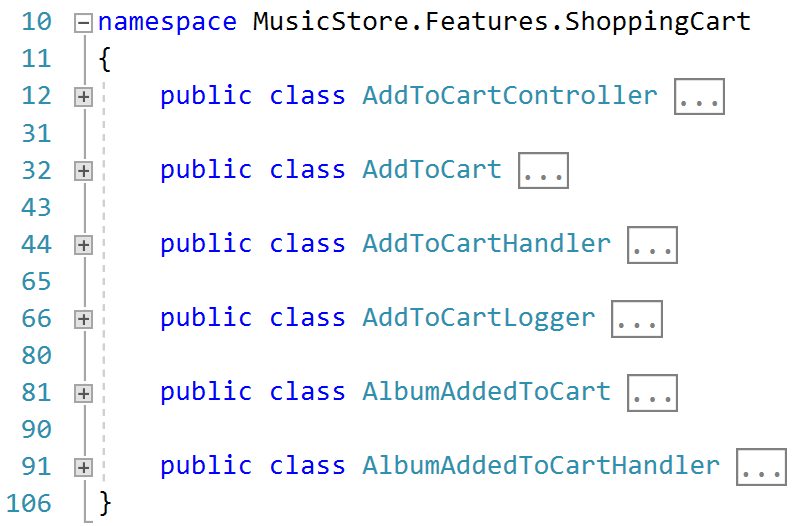 10 namespace MusicStore.Features.ShoppingCart
11 {
12 public class AddToCartController ...
31
32 public class AddToCart ...
43
44 public class AddToCartHandler ...
65
66 public class AddToCartLogger ...
80
81 public class AlbumAddedToCart ...
90
91 public class AlbumAddedToCartHandler ...
106 }